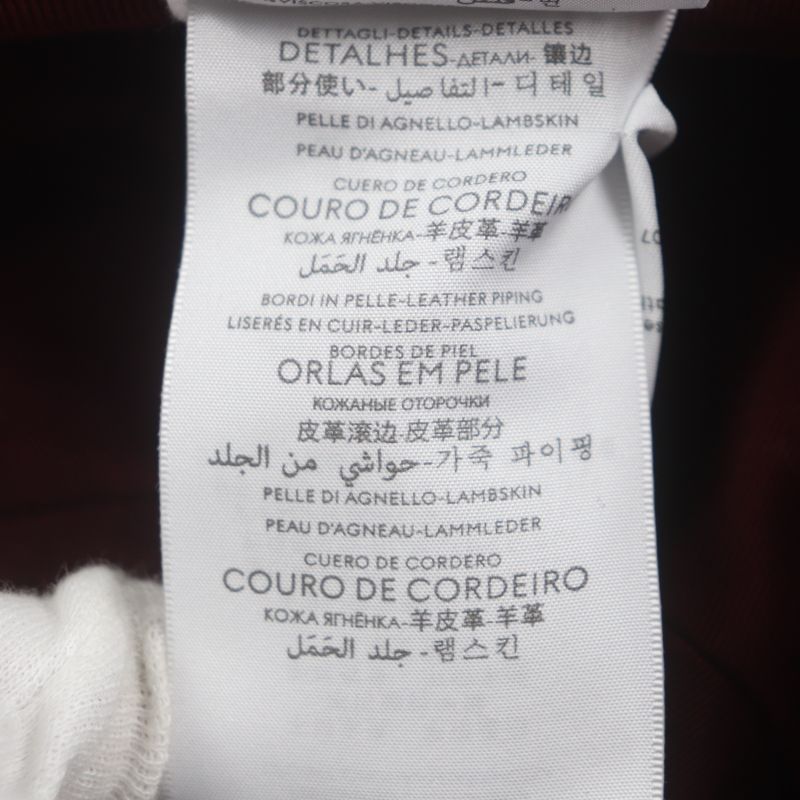 DETTAGLI-DETAILS-DETALLES
DETALHES-ДЕТАЛИ-镶边
部分使い-التفاصيل-디테일
PELLE DI AGNELLO-LAMBSKIN
PEAU D'AGNEAU-LAMMLEDER
CUERO DE CORDERO
COURO DE CORDEIR
КОЖА ЯГНЁНКА-羊皮革-羊革
جلد الحَمَل-램스킨
BORDI IN PELLE-LEATHER PIPING
LISERÉS EN CUIR-LEDER-PASPELIERUNG
BORDES DE PIEL
ORLAS EM PELE
КОЖАНЫЕ ОТОРОЧКИ
皮革滚边-皮革部分
حواشي من الجلد-가죽 파이핑
PELLE DI AGNELLO-LAMBSKIN
PEAU D'AGNEAU-LAMMLEDER
CUERO DE CORDERO
COURO DE CORDEIRO
КОЖА ЯГНЁНКА-羊皮革-羊革
جلد الحَمَل-램스킨